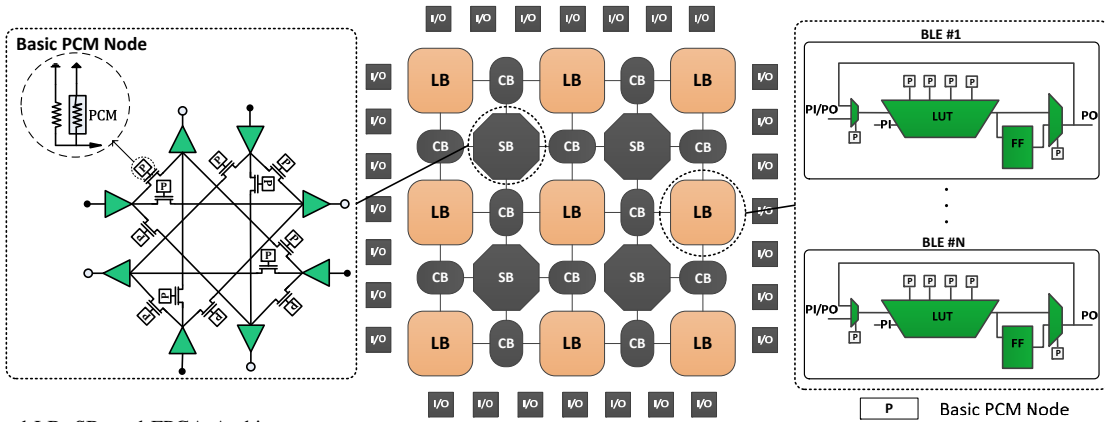 Basic PCM Node
PCM
P
P
P
P
P
P
P
P
P
P
P
P
I/O I/O I/O I/O I/O I/O I/O
I/O LB CB LB CB LB I/O
I/O
CB SB CB SB CB
I/O I/O
I/O LB CB LB CB LB I/O
I/O I/O
CB SB CB SB CB
I/O I/O
I/O LB CB LB CB LB I/O
I/O I/O I/O I/O I/O I/O I/O
BLE #1
P P P P
PI/PO
PI
LUT
PO
P
FF
P
BLE #N
P P P P
PI/PO
PI
LUT
PO
P
FF
P
P Basic PCM Node